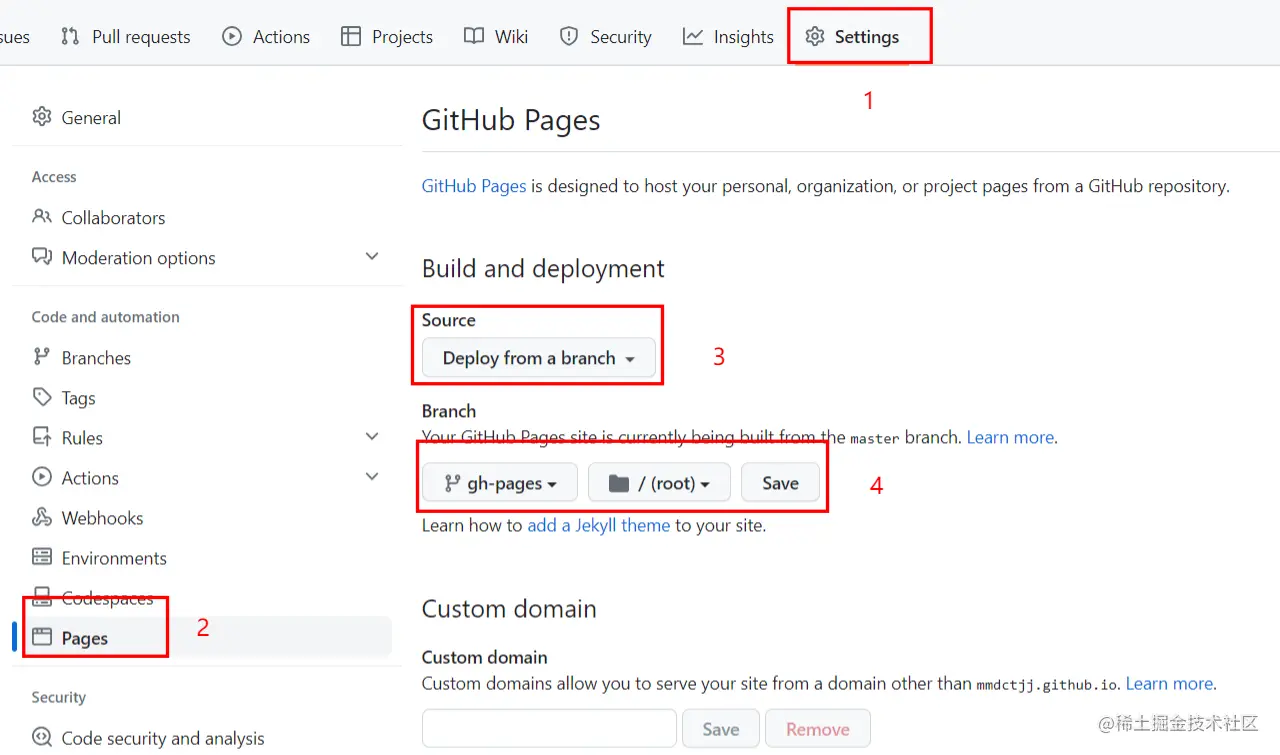 sues Pull requests Actions Projects Wiki Security Insights Settings
1
General
Access
Collaborators
Moderation options
Code and automation
Branches
Tags
Rules
Actions
Webhooks
Environments
Codespaces
Pages
2
Security
Code security and analysis
GitHub Pages
GitHub Pages is designed to host your personal, organization, or project pages from a GitHub repository.
Build and deployment
Source
Deploy from a branch
3
Branch
Your GitHub Pages site is currently being built from the master branch. Learn more.
gh-pages / (root) Save
4
Learn how to add a Jekyll theme to your site.
Custom domain
Custom domain
Custom domains allow you to serve your site from a domain other than mmdctjj.github.io. Learn more.
Save Remove
@稀土掘金技术社区